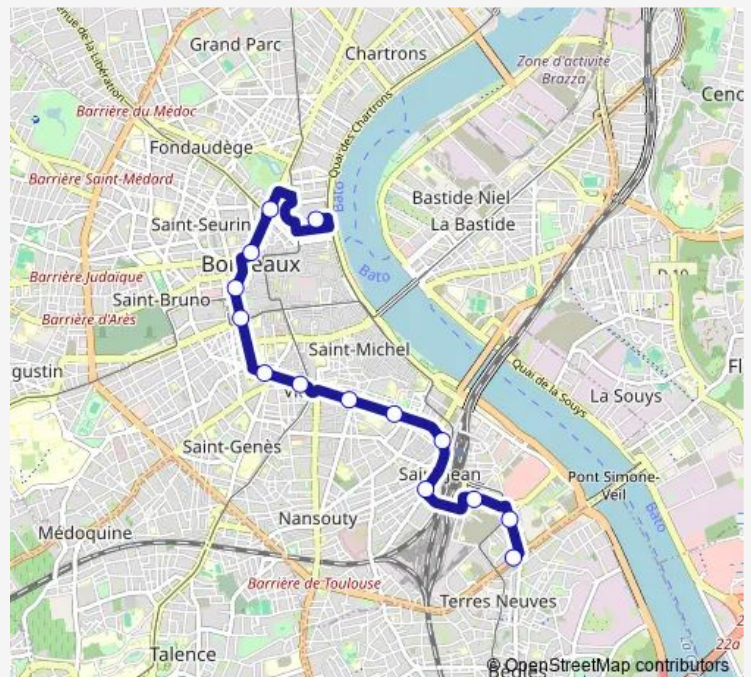 Grand Parc
Chartrons
Zone d'activité
Brazza
Barrière du Médoc
Quai des Chartrons
Fondaudège
Barrière Saint-Médard
Bato
Bastide Niel
Saint-Seurin
La Bastide
Barrière Judaïque
Bato
Saint-Bruno
Barrière d'Arès
Saint-Michel
Quai de la Souys
gustin
La Souys
Saint-Genès
Pont Simone-
Veil
Bato
Nansouty
Médoquine
Barrière de Toulouse
Terres Neuves
Talence
22a
© OpenStreetMap contributors